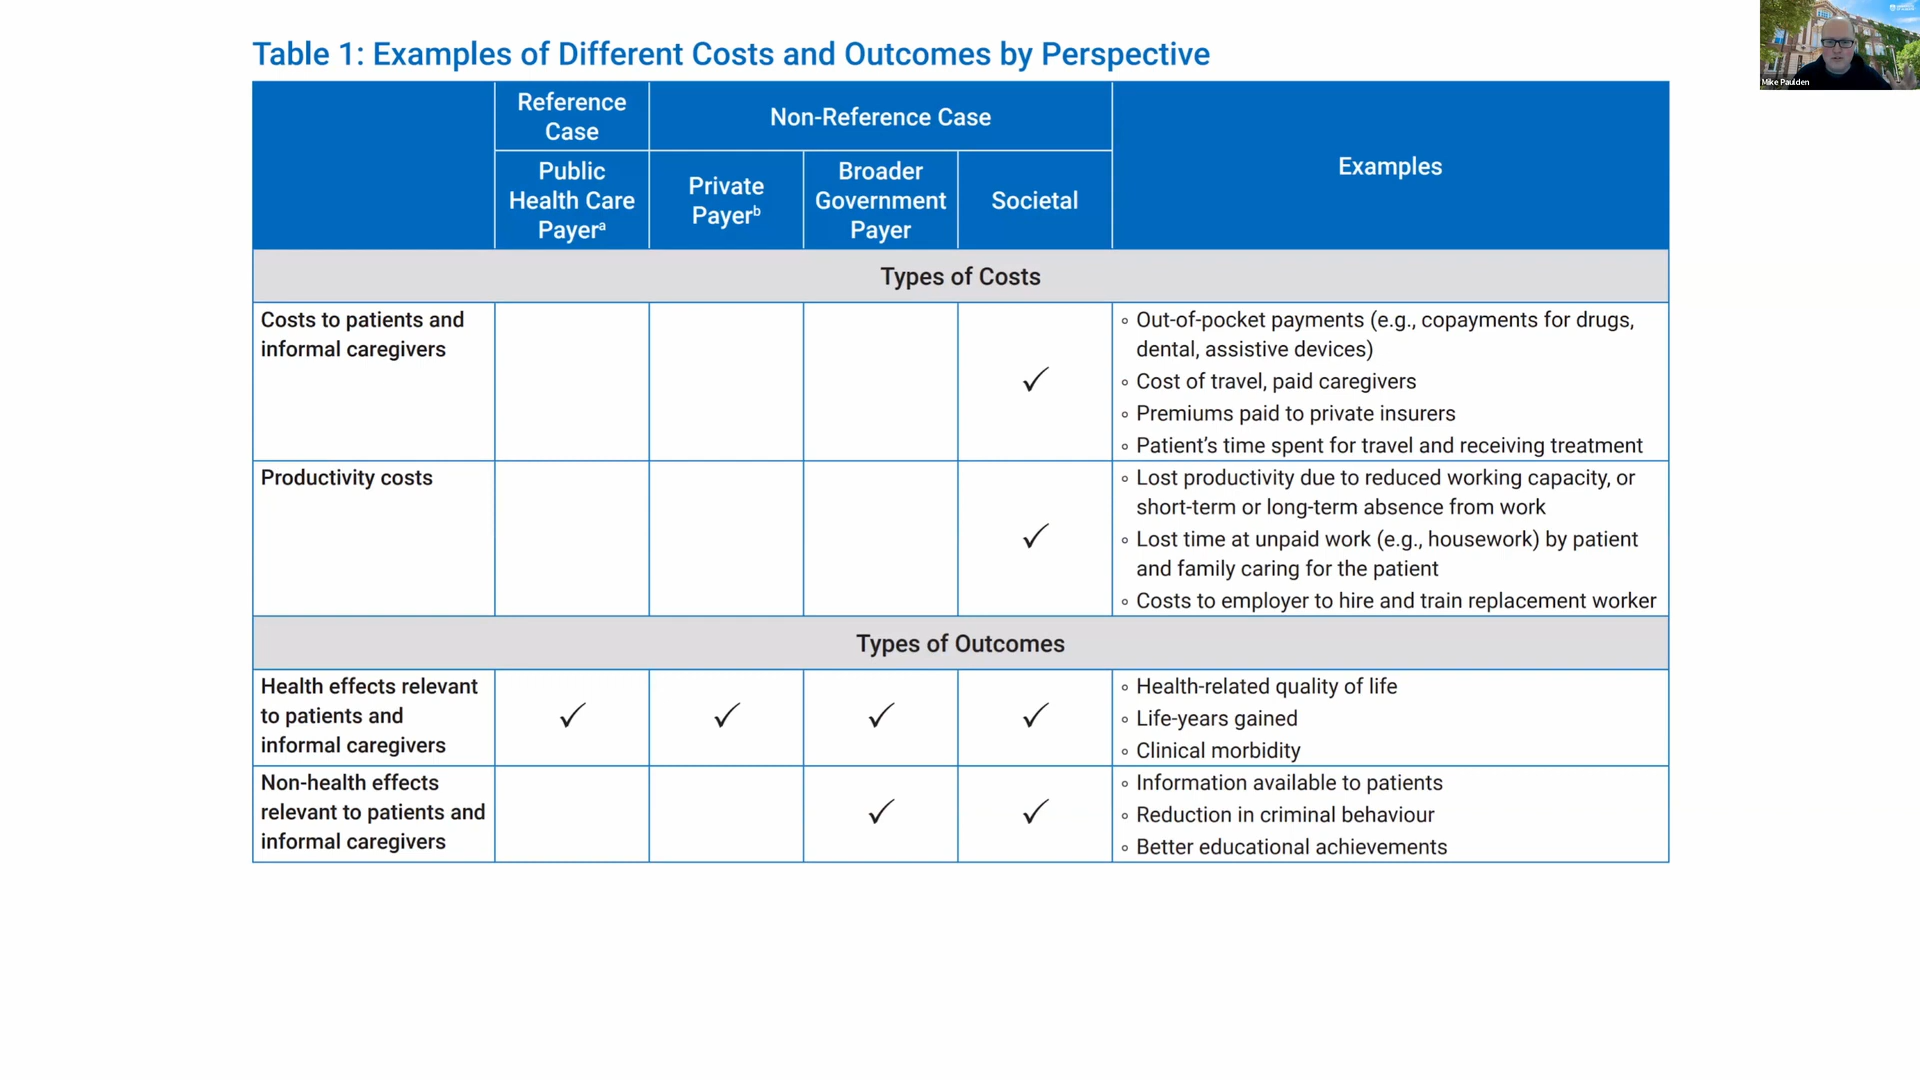 Table 1: Examples of Different Costs and Outcomes by Perspective
Reference
Case
Non-Reference Case
Examples
Public
Health Care
Payerᵃ
Private
Payerᵇ
Broader
Government
Payer
Societal
Types of Costs
Costs to patients and
informal caregivers
✓
◦ Out-of-pocket payments (e.g., copayments for drugs,
dental, assistive devices)
◦ Cost of travel, paid caregivers
◦ Premiums paid to private insurers
◦ Patient’s time spent for travel and receiving treatment
Productivity costs
✓
◦ Lost productivity due to reduced working capacity, or
short-term or long-term absence from work
◦ Lost time at unpaid work (e.g., housework) by patient
and family caring for the patient
◦ Costs to employer to hire and train replacement worker
Types of Outcomes
Health effects relevant
to patients and
informal caregivers
✓ ✓ ✓ ✓
◦ Health-related quality of life
◦ Life-years gained
◦ Clinical morbidity
Non-health effects
relevant to patients and
informal caregivers
✓ ✓
◦ Information available to patients
◦ Reduction in criminal behaviour
◦ Better educational achievements
Mike Paulden